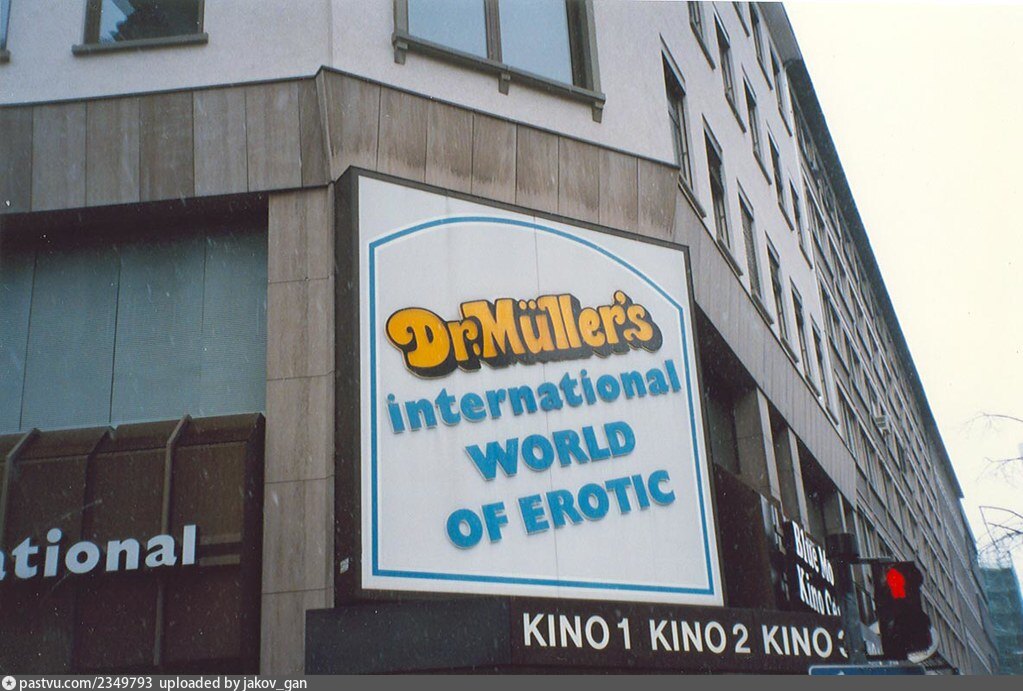 Dr. Müller's
international
WORLD
OF EROTIC
ational
Kino
KINO 1 KINO 2 KINO 3
pastvu.com/2349793 uploaded by jakov_gan